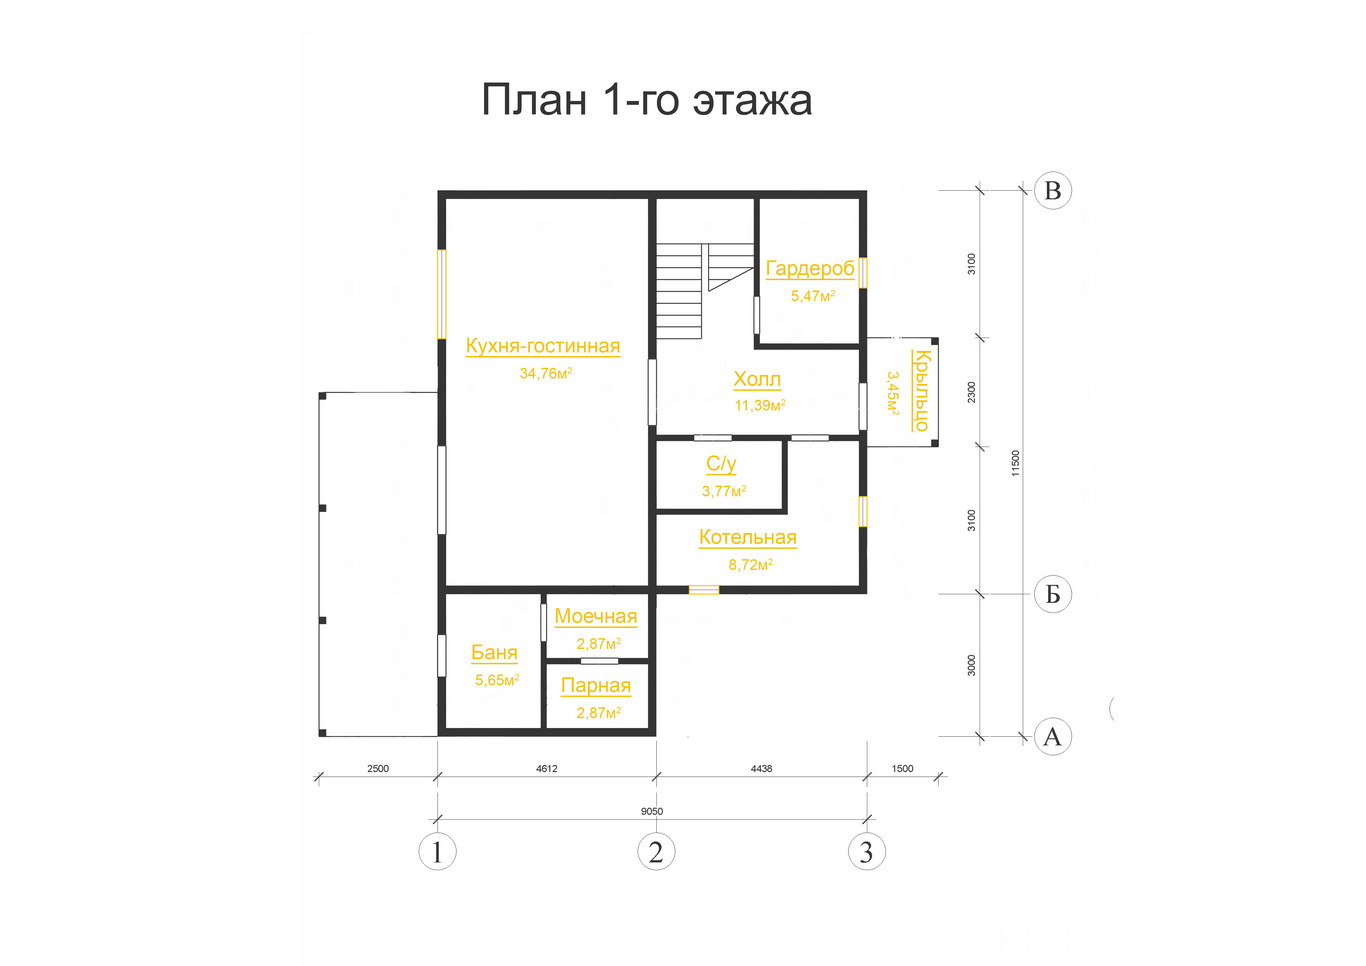 План 1-го этажа
В
3100
Гардероб
5,47м²
Кухня-гостинная
34,76м²
Холл
11,39м²
Крыльцо
3,45м²
2300
11500
С/у
3,77м²
3100
Котельная
8,72м²
Б
Моечная
2,87м²
Баня
5,65м²
Парная
2,87м²
3000
А
2500
4612
4438
1500
9050
1
2
3